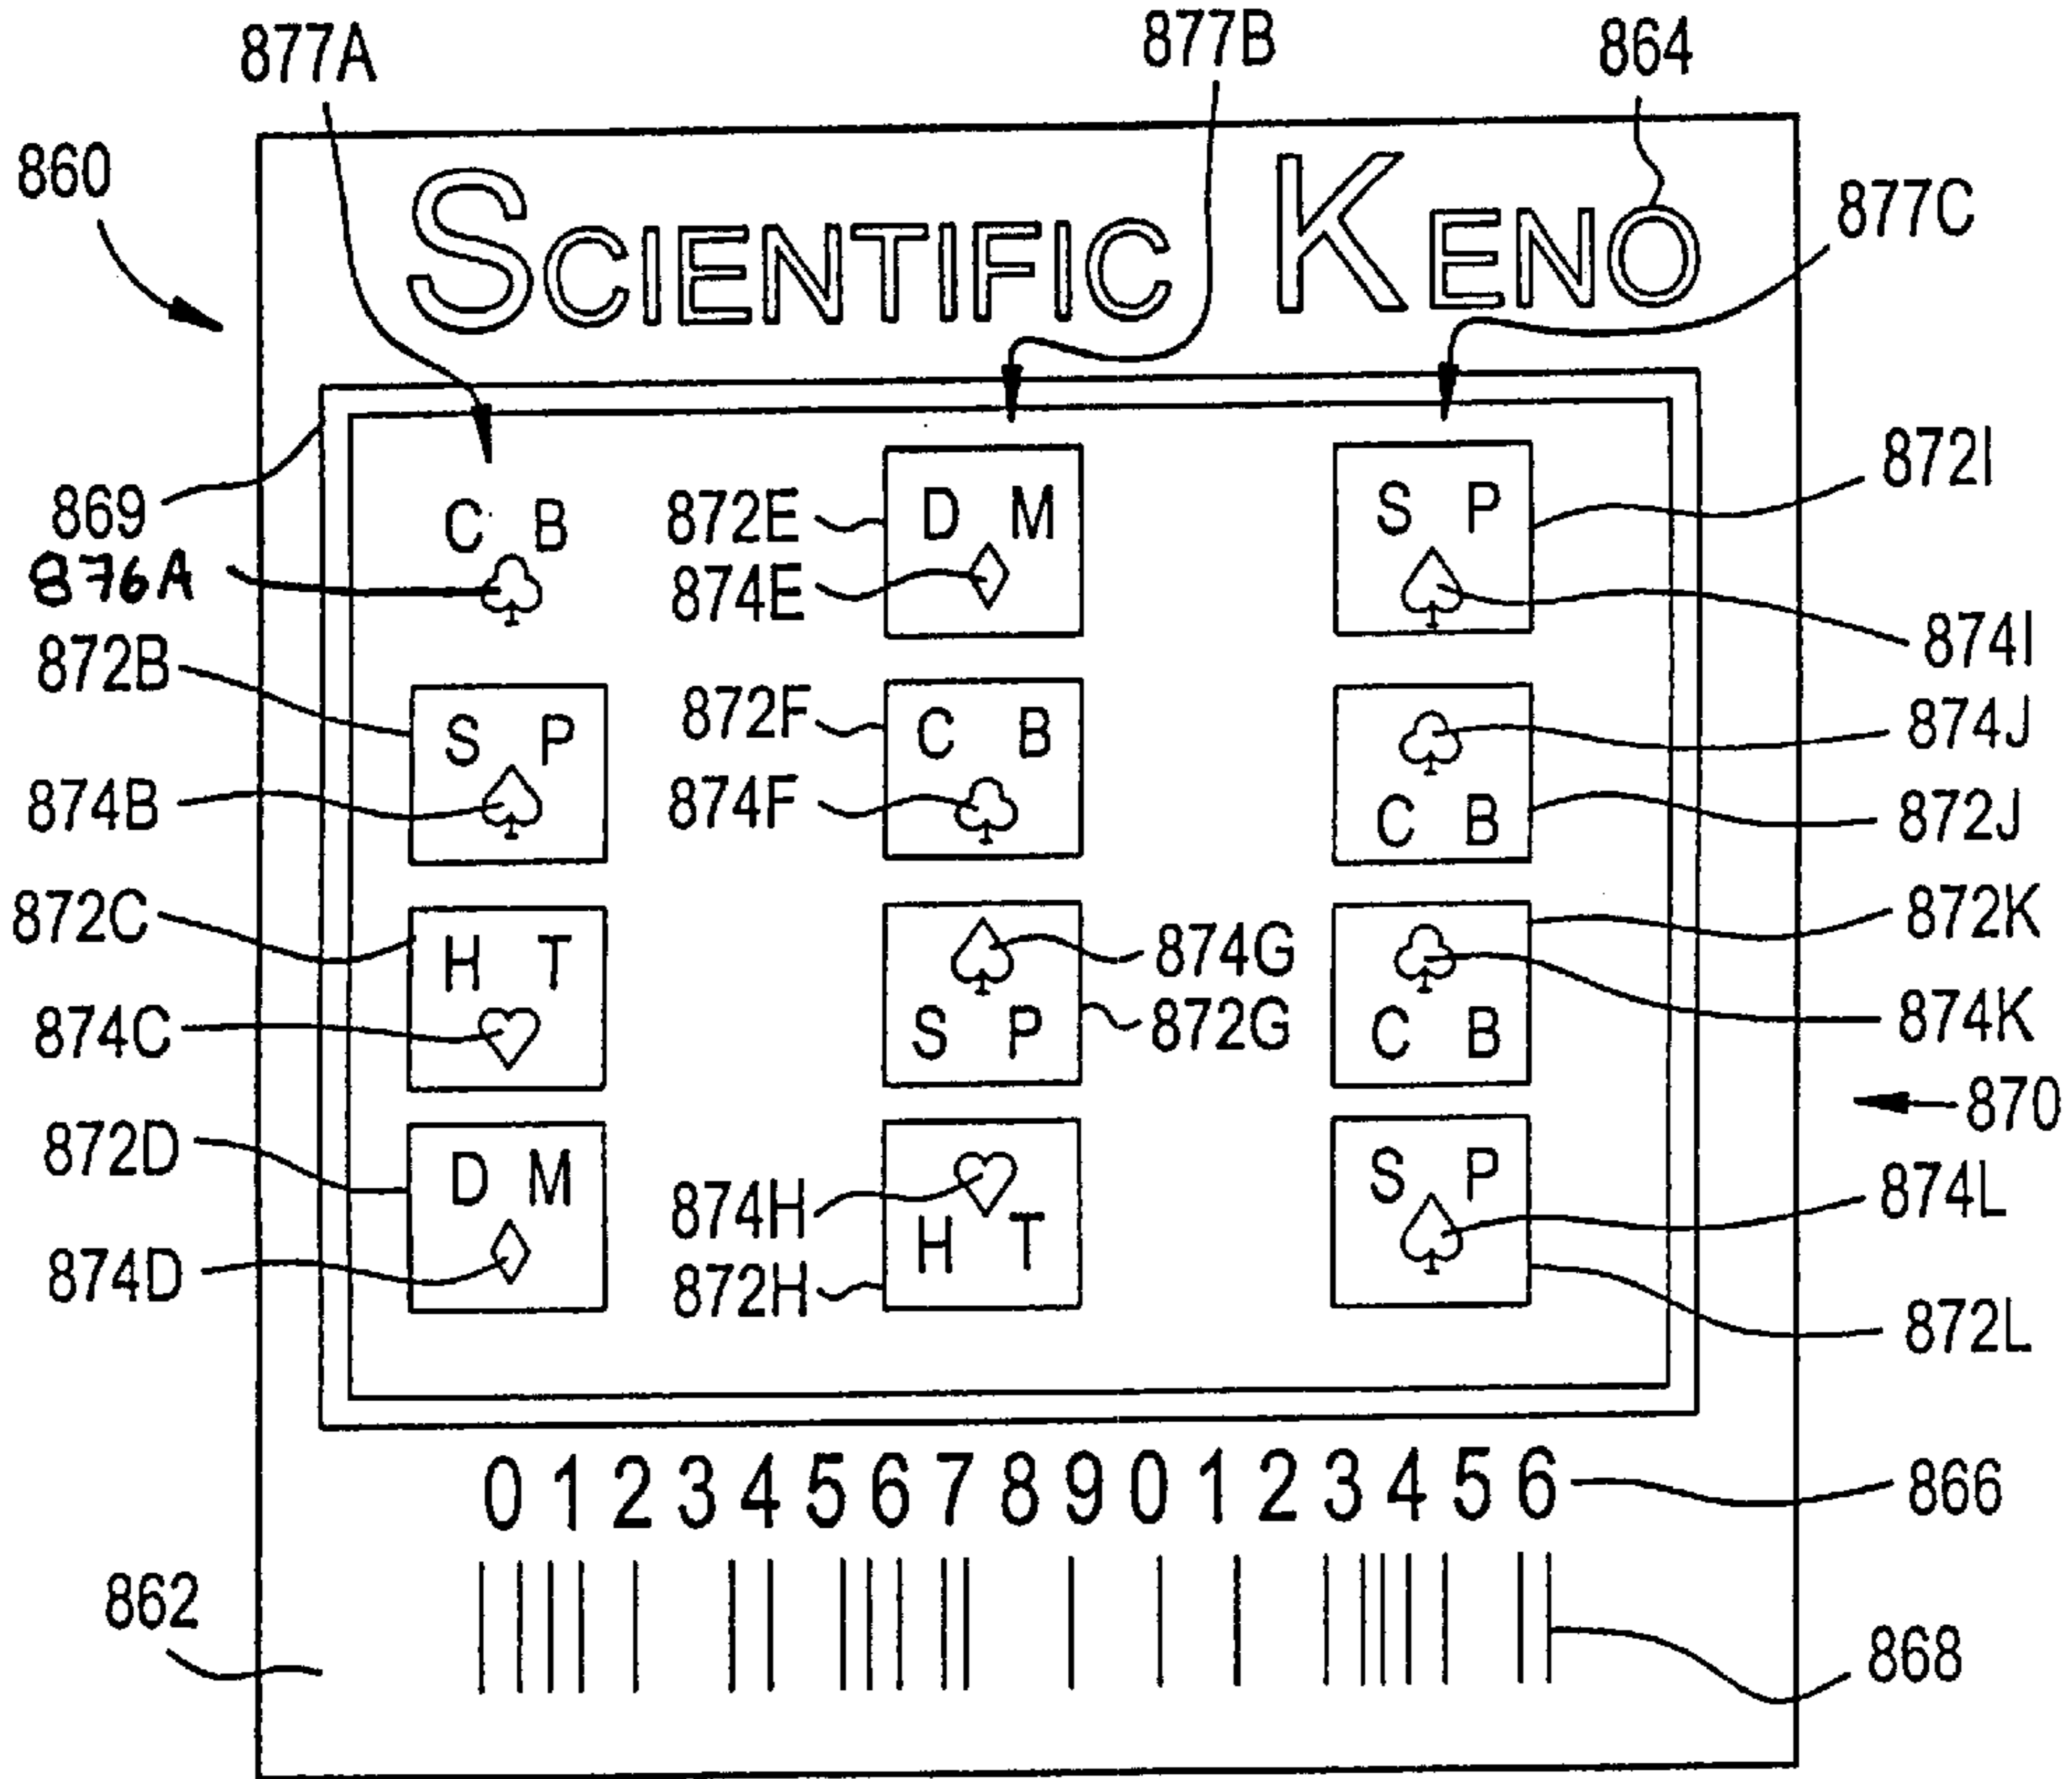 877A 877B 864
860
SCIENTIFIC KENO
877C
869
C B
876A
872E
D M
874E
S P
872I
874I
872B
S P
874B
872F
C B
874F
874J
C B
872J
872C
H T
874C
874G
S P
872G
872K
C B
874K
870
872D
D M
874D
874H
H T
872H
S P
874L
872L
0 1 2 3 4 5 6 7 8 9 0 1 2 3 4 5 6
866
862
868